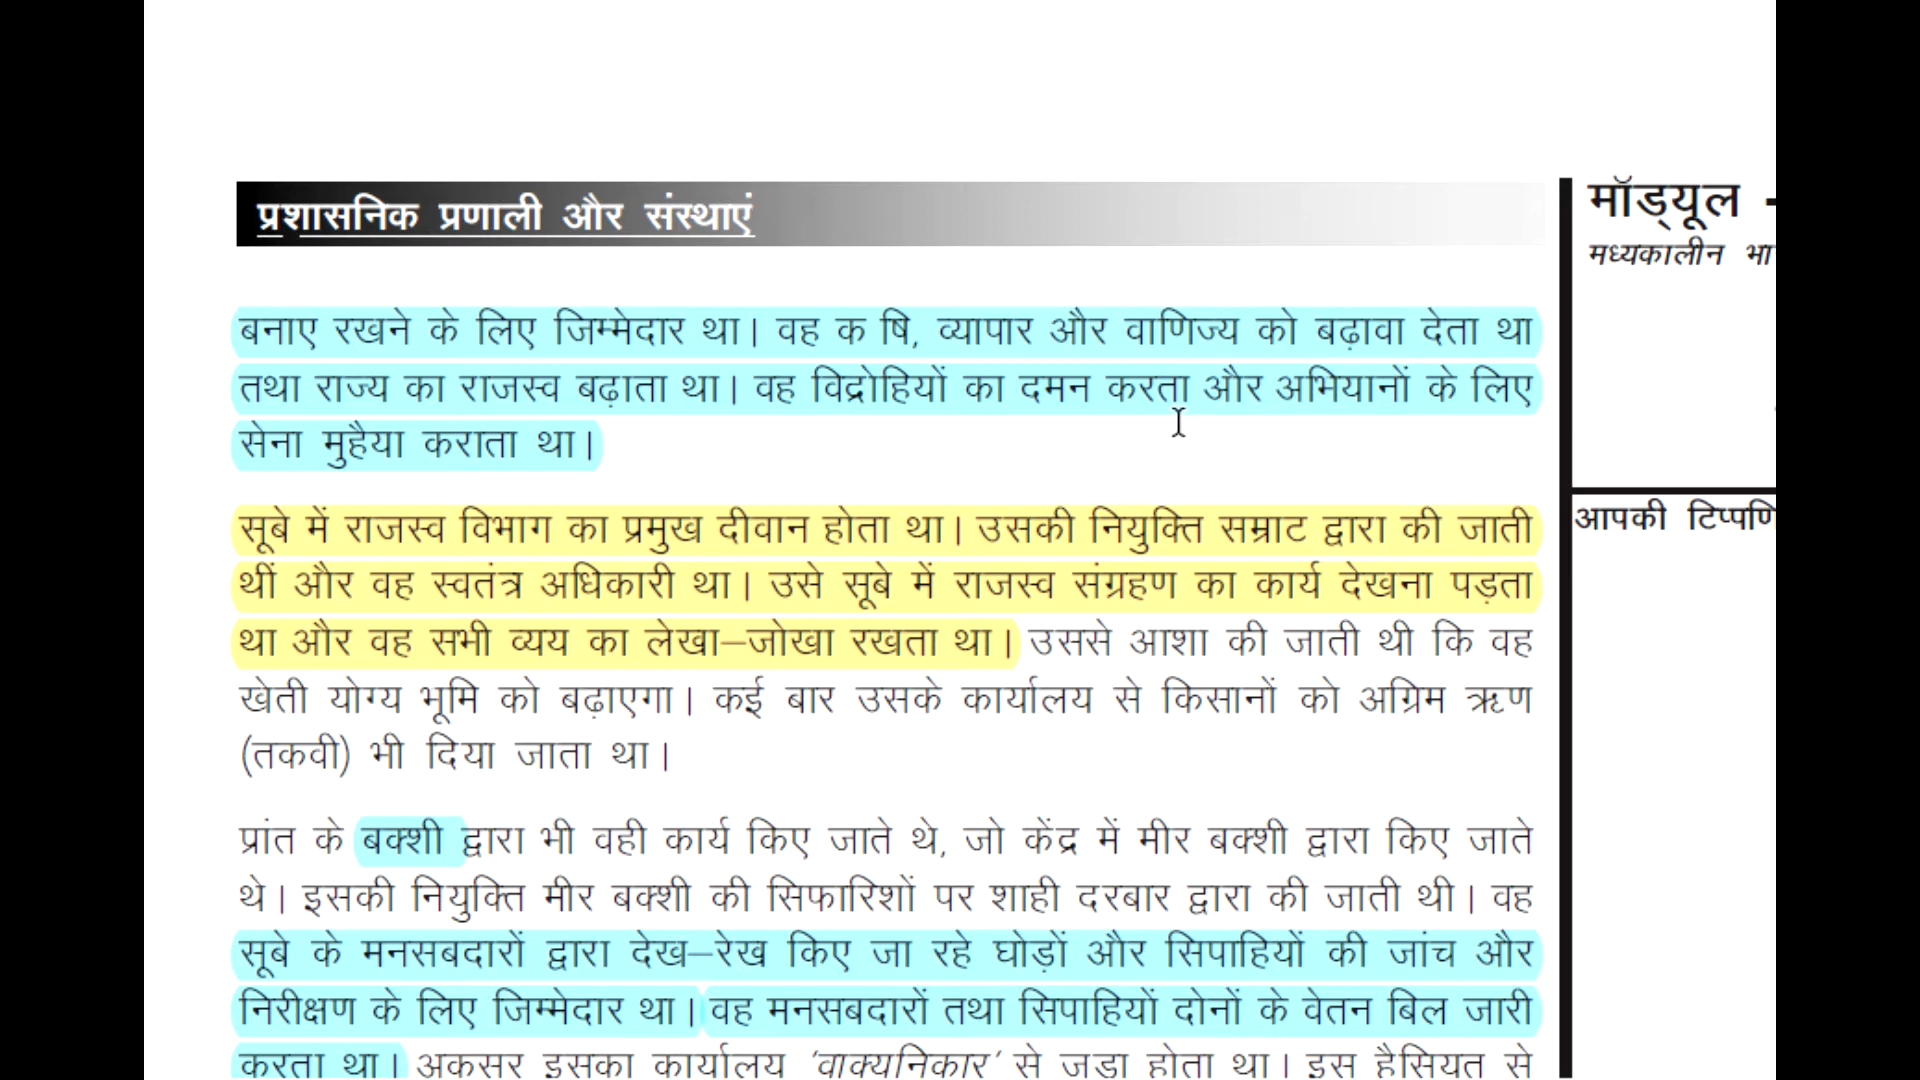 प्रशासनिक प्रणाली और संस्थाएं
मॉड्यूल -
मध्यकालीन भा
बनाए रखने के लिए जिम्मेदार था। वह क षि, व्यापार और वाणिज्य को बढ़ावा देता था
तथा राज्य का राजस्व बढ़ाता था। वह विद्रोहियों का दमन करता और अभियानों के लिए
सेना मुहैया कराता था।
आपकी टिप्पणि
सूबे में राजस्व विभाग का प्रमुख दीवान होता था। उसकी नियुक्ति सम्राट द्वारा की जाती
थीं और वह स्वतंत्र अधिकारी था। उसे सूबे में राजस्व संग्रहण का कार्य देखना पड़ता
था और वह सभी व्यय का लेखा–जोखा रखता था। उससे आशा की जाती थी कि वह
खेती योग्य भूमि को बढ़ाएगा। कई बार उसके कार्यालय से किसानों को अग्रिम ऋण
(तकवी) भी दिया जाता था।
प्रांत के बक्शी द्वारा भी वही कार्य किए जाते थे, जो केंद्र में मीर बक्शी द्वारा किए जाते
थे। इसकी नियुक्ति मीर बक्शी की सिफारिशों पर शाही दरबार द्वारा की जाती थी। वह
सूबे के मनसबदारों द्वारा देख–रेख किए जा रहे घोड़ों और सिपाहियों की जांच और
निरीक्षण के लिए जिम्मेदार था। वह मनसबदारों तथा सिपाहियों दोनों के वेतन बिल जारी
करता था। अकसर इसका कार्यालय 'वाक्यनिकार' से जुड़ा होता था। इस हैसियत से